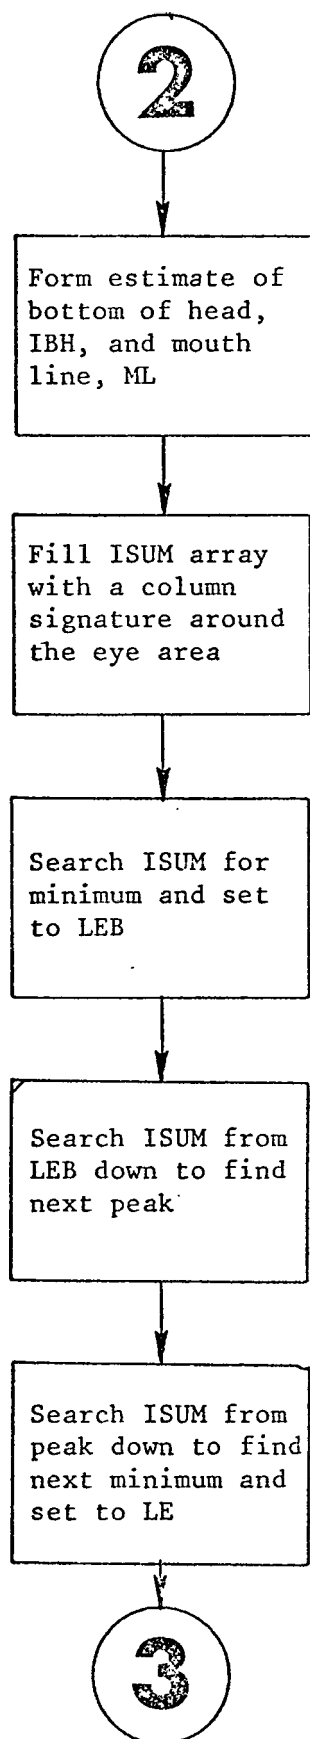 2
Form estimate of
bottom of head,
IBH, and mouth
line, ML
Fill ISUM array
with a column
signature around
the eye area
Search ISUM for
minimum and set
to LEB
Search ISUM from
LEB down to find
next peak
Search ISUM from
peak down to find
next minimum and
set to LE
3